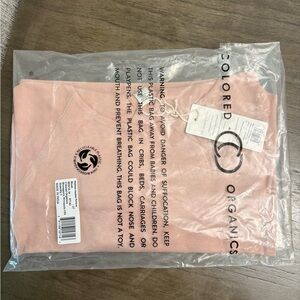 COLORED
ORGANICS
WARNING: TO AVOID DANGER OF SUFFOCATION, KEEP
THIS PLASTIC BAG AWAY FROM BABIES AND CHILDREN. DO
NOT USE THIS BAG IN CRIBS, BEDS, CARRIAGES OR
PLAYPENS. THE PLASTIC BAG COULD BLOCK NOSE AND
MOUTH AND PREVENT BREATHING. THIS BAG IS NOT A TOY.